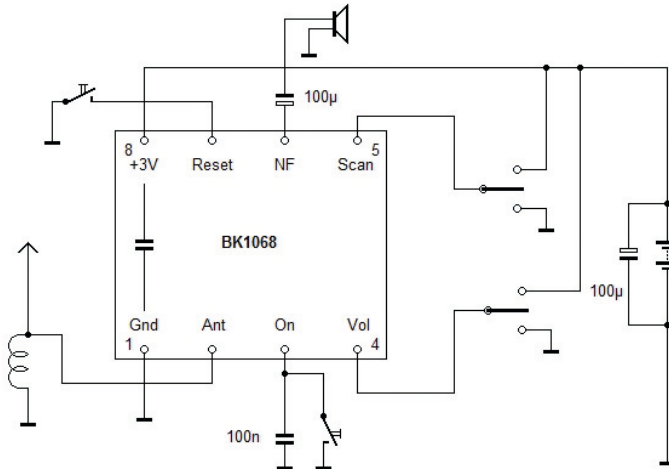 100µ
8 5
+3V Reset NF Scan
BK1068
100µ
Gnd Ant On Vol
1 4
100n